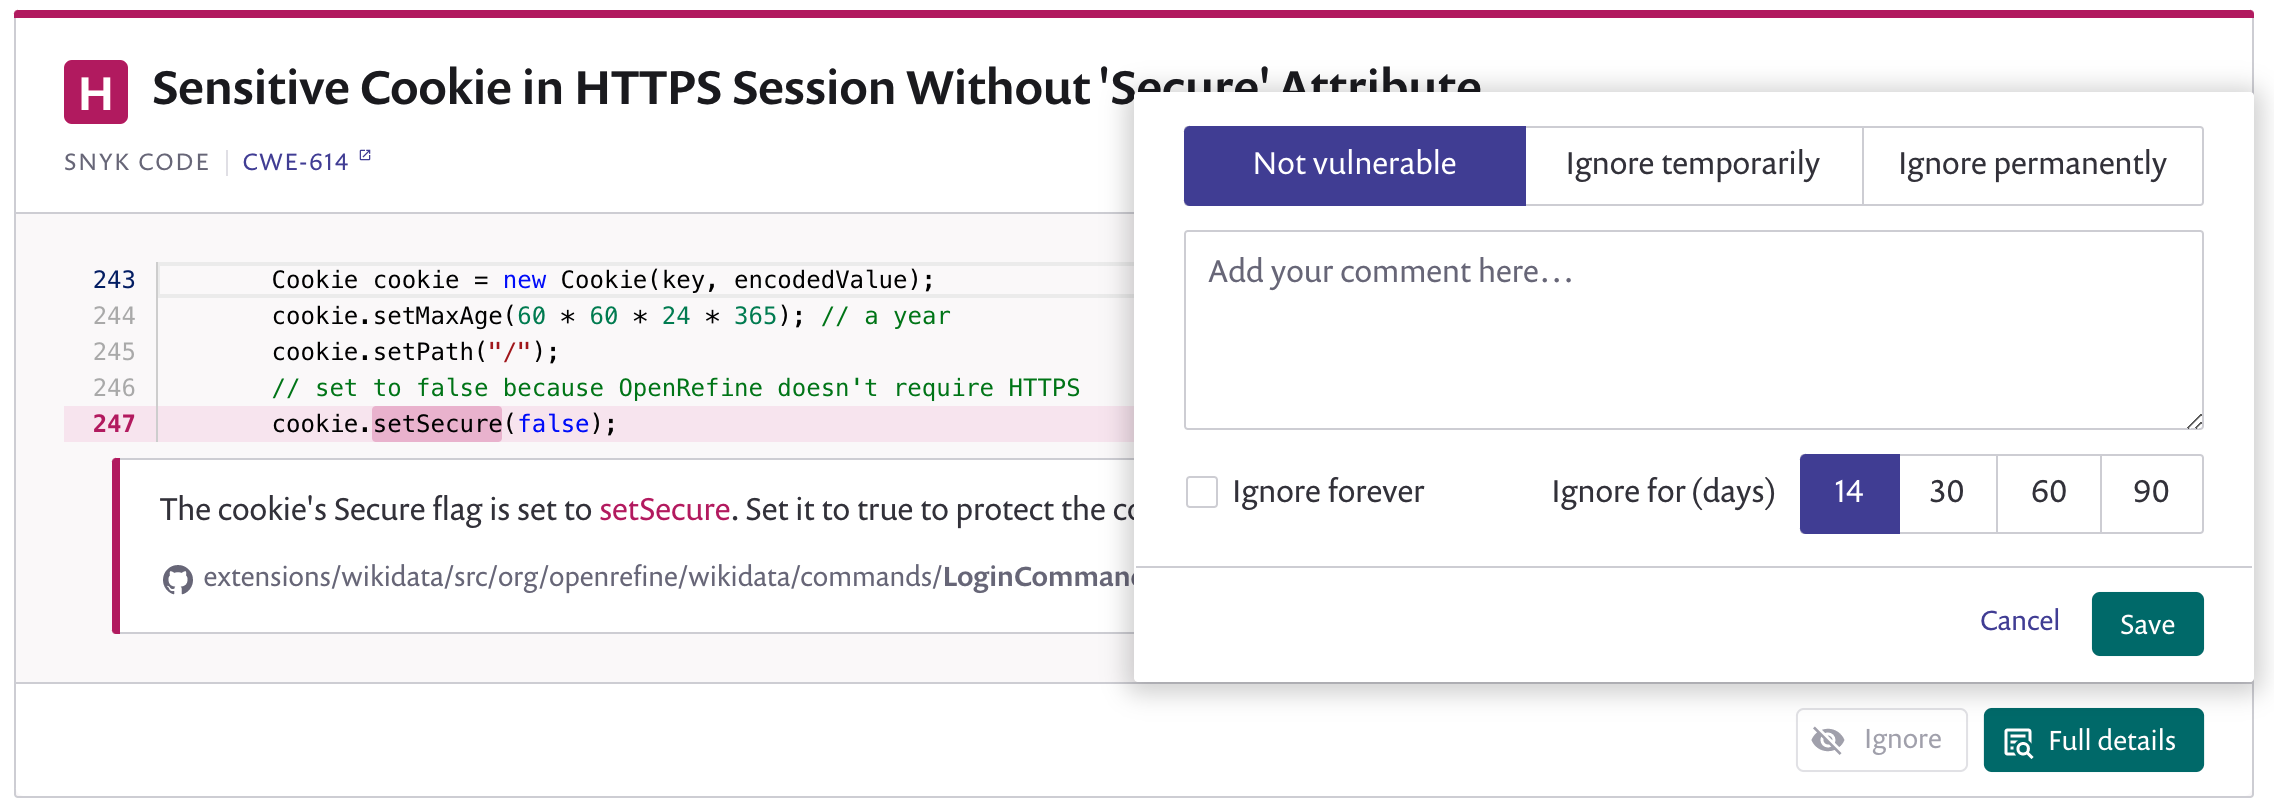 H Sensitive Cookie in HTTPS Session Without 'Secure' Attribute
SNYK CODE | CWE-614
243 Cookie cookie = new Cookie(key, encodedValue);
244 cookie.setMaxAge(60 * 60 * 24 * 365); // a year
245 cookie.setPath("/");
246 // set to false because OpenRefine doesn't require HTTPS
247 cookie.setSecure(false);
The cookie's Secure flag is set to setSecure. Set it to true to protect the
extensions/wikidata/src/org/openrefine/wikidata/commands/LoginCommand
Not vulnerable Ignore temporarily Ignore permanently
Add your comment here...
Ignore forever Ignore for (days) 14 30 60 90
Cancel Save
Ignore Full details